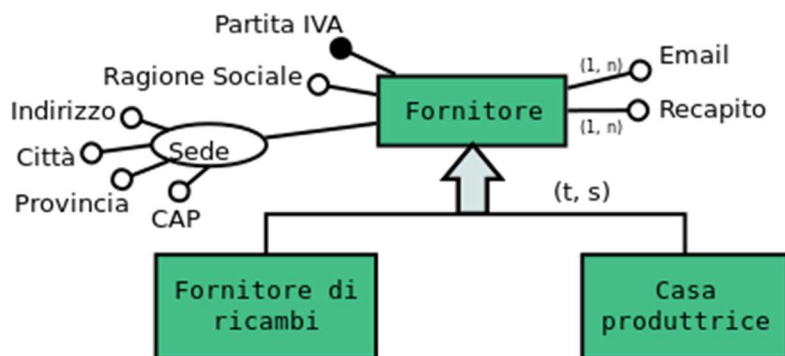 Partita IVA
Ragione Sociale
(1, n)
Email
Indirizzo
Fornitore
Recapito
(1, n)
Città
Sede
Provincia
CAP
(t, s)
Fornitore di
ricambi
Casa
produttrice